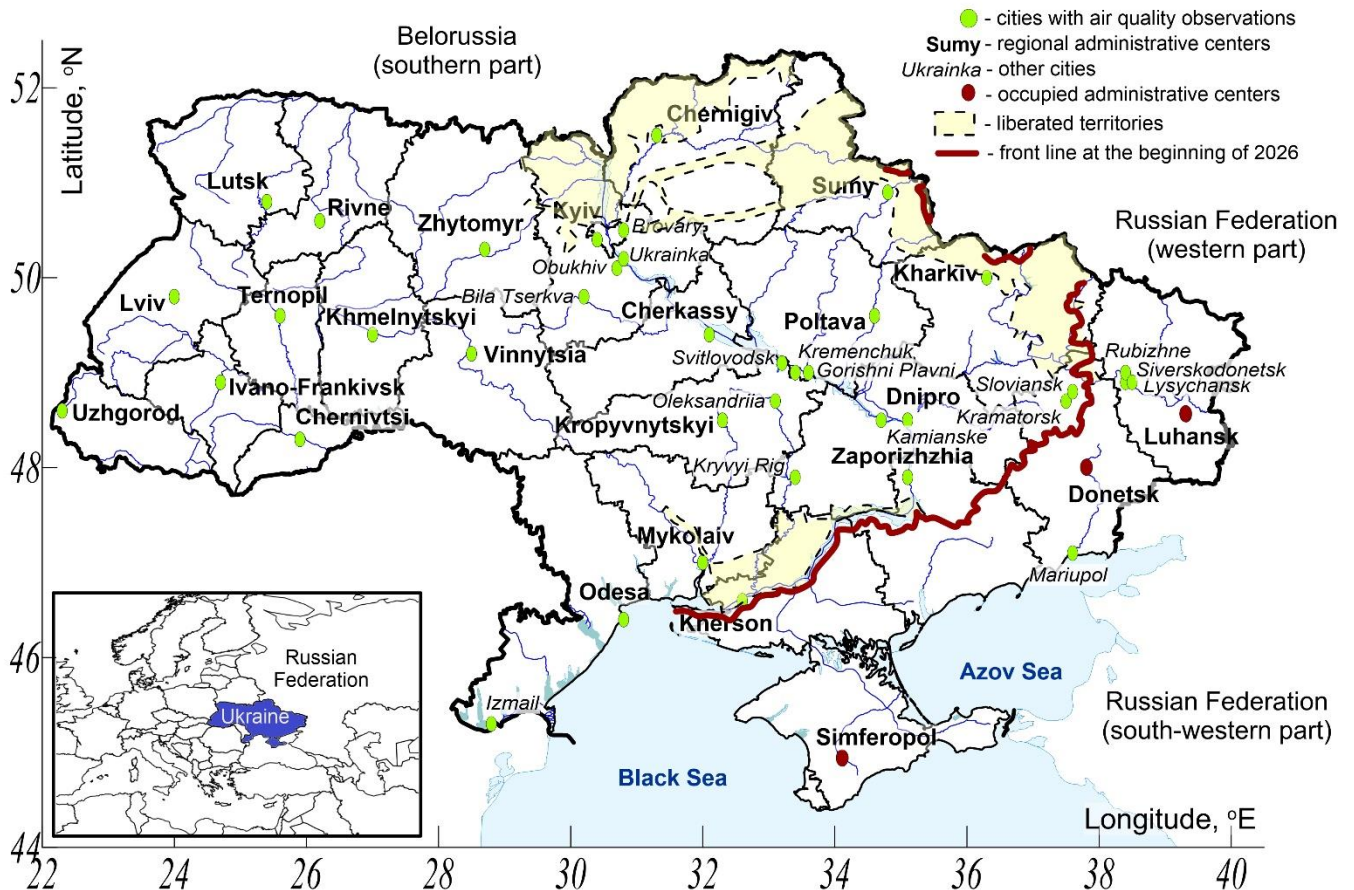 Belorussia
(southern part)
- cities with air quality observations
Sumy - regional administrative centers
Ukrainka - other cities
- occupied administrative centers
- liberated territories
- front line at the beginning of 2026
Latitude, °N
52
50
48
46
44
Chernigiv
Lutsk
Rivne
Zhytomyr
Kyiv
Brovary
Ukrainka
Obukhiv
Sumy
Russian Federation
(western part)
Lviv
Ternopil
Khmelnytskyi
Bila Tserkva
Cherkassy
Kharkiv
Poltava
Vinnytsia
Svitlovodsk
Kremenchuk
Gorishni Plavni
Rubizhne
Siverskodonetsk
Lysychansk
Sloviansk
Kramatorsk
Uzhgorod
Ivano-Frankivsk
Chernivtsi
Oleksandriia
Kropyvnytskyi
Dnipro
Kamianske
Luhansk
Kryvyi Rig
Zaporizhzhia
Donetsk
Mykolaiv
Mariupol
Odesa
Kherson
Izmail
Azov Sea
Russian Federation
(south-western part)
Simferopol
Black Sea
Russian
Federation
Ukraine
Longitude, °E
22
24
26
28
30
32
34
36
38
40